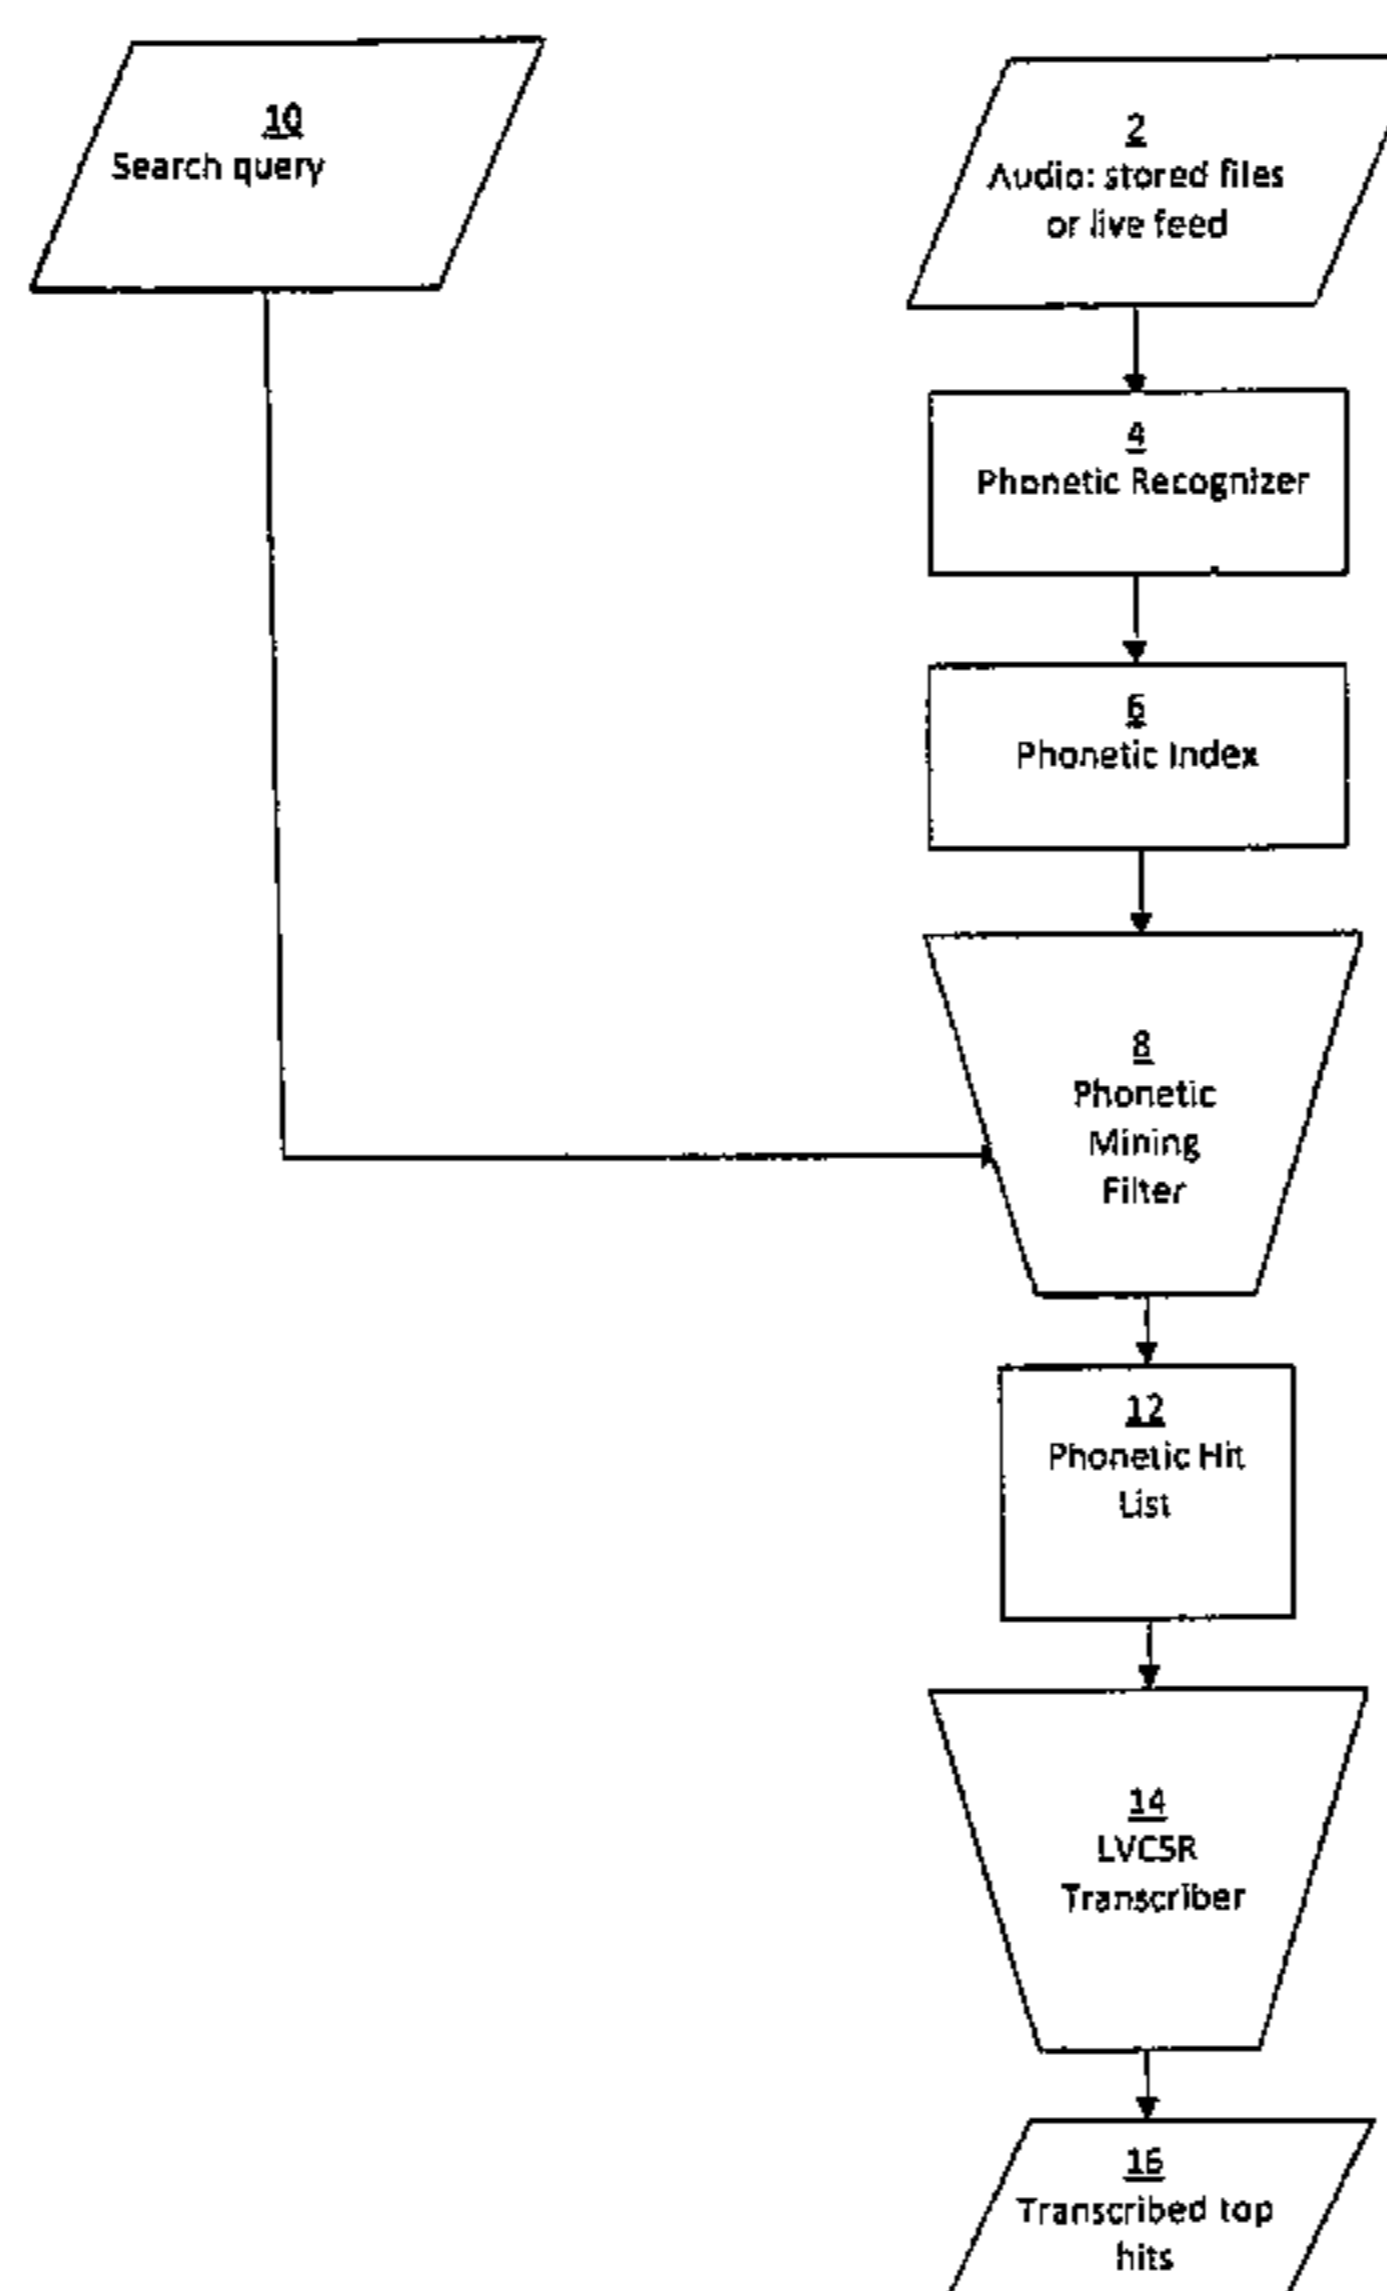 10
Search query
2
Audio: stored files
or live feed
4
Phonetic Recognizer
6
Phonetic Index
8
Phonetic
Mining
Filter
12
Phonetic Hit
List
14
LVCSR
Transcriber
16
Transcribed top
hits